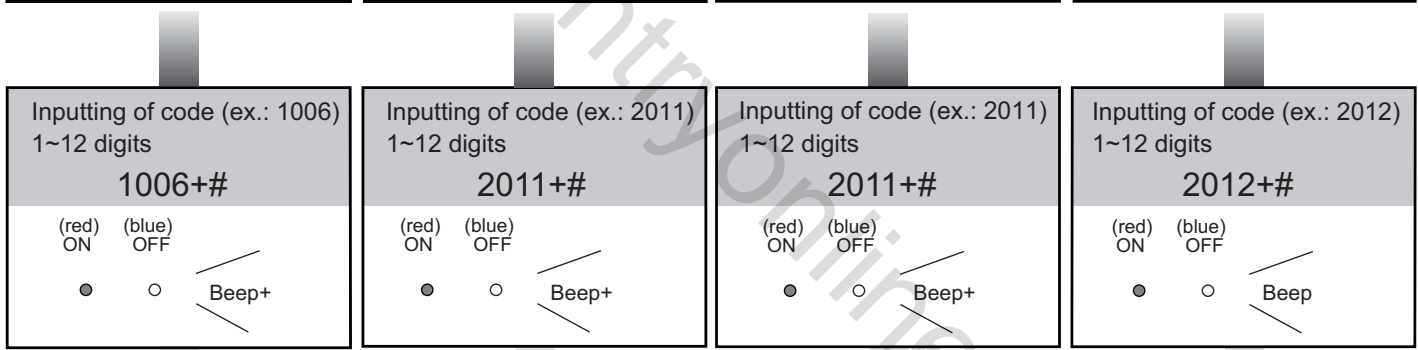 Inputting of code (ex.: 1006)
1~12 digits
1006+#
(red) (blue)
ON OFF
Beep+
Inputting of code (ex.: 2011)
1~12 digits
2011+#
(red) (blue)
ON OFF
Beep+
Inputting of code (ex.: 2011)
1~12 digits
2011+#
(red) (blue)
ON OFF
Beep+
Inputting of code (ex.: 2012)
1~12 digits
2012+#
(red) (blue)
ON OFF
Beep
ntryonline